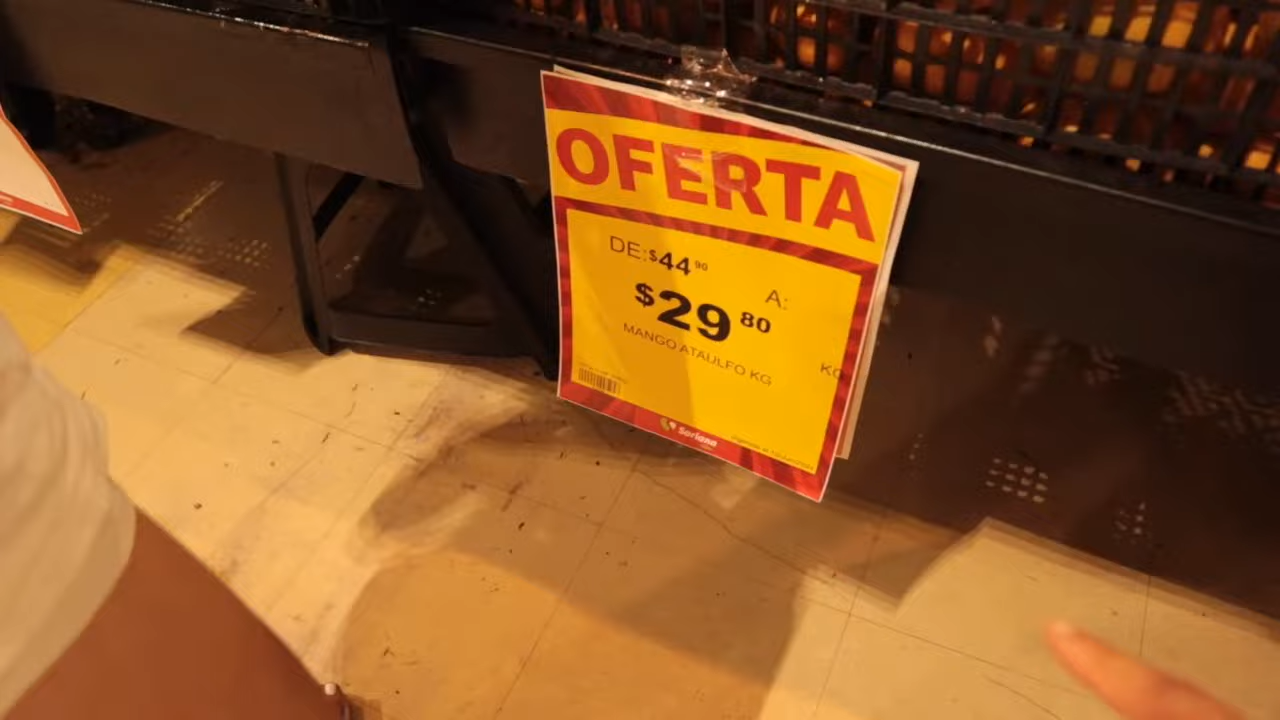 OFERTA
DE: $44 90
A:
$29 80
MANGO ATAULFO KG
KG
Soriana